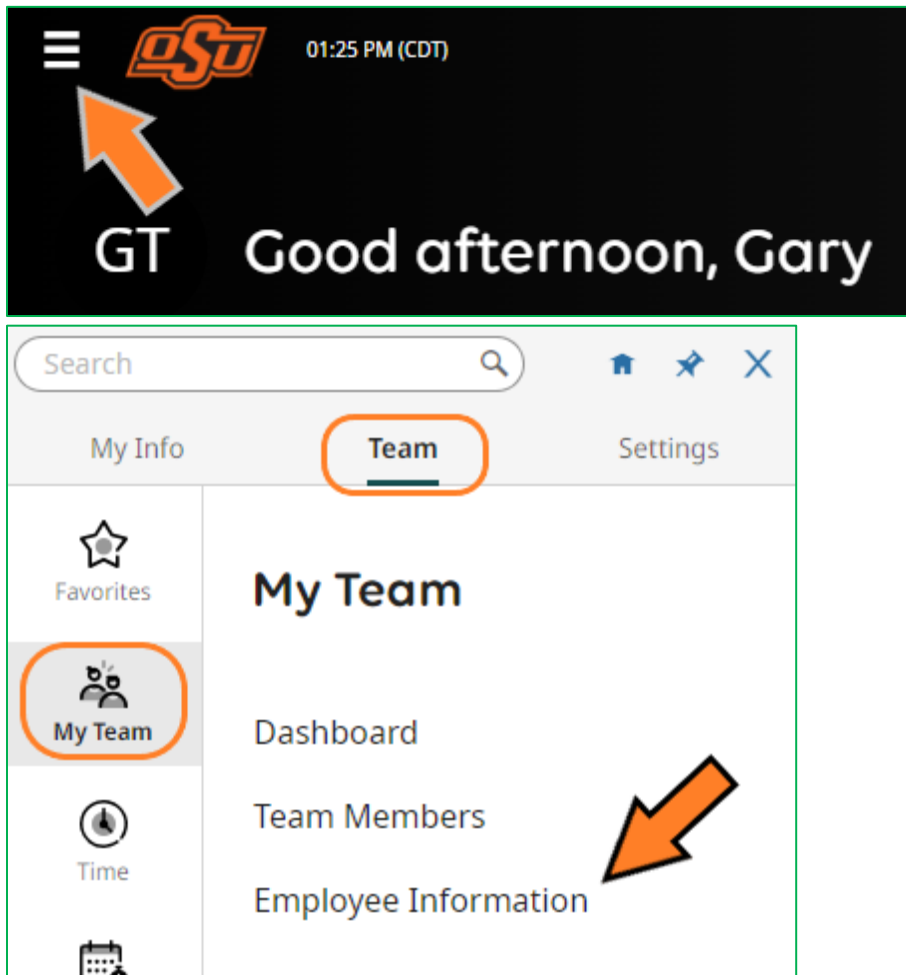 OSU 01:25 PM (CDT)
GT Good afternoon, Gary
Search
My Info Team Settings
Favorites
My Team
My Team
Dashboard
Team Members
Time
Employee Information